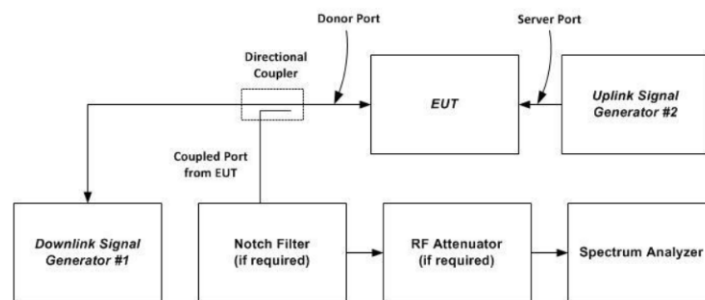 Donor Port
Server Port
Directional
Coupler
EUT
Uplink Signal
Generator #2
Coupled Port
from EUT
Downlink Signal
Generator #1
Notch Filter
(if required)
RF Attenuator
(if required)
Spectrum Analyzer